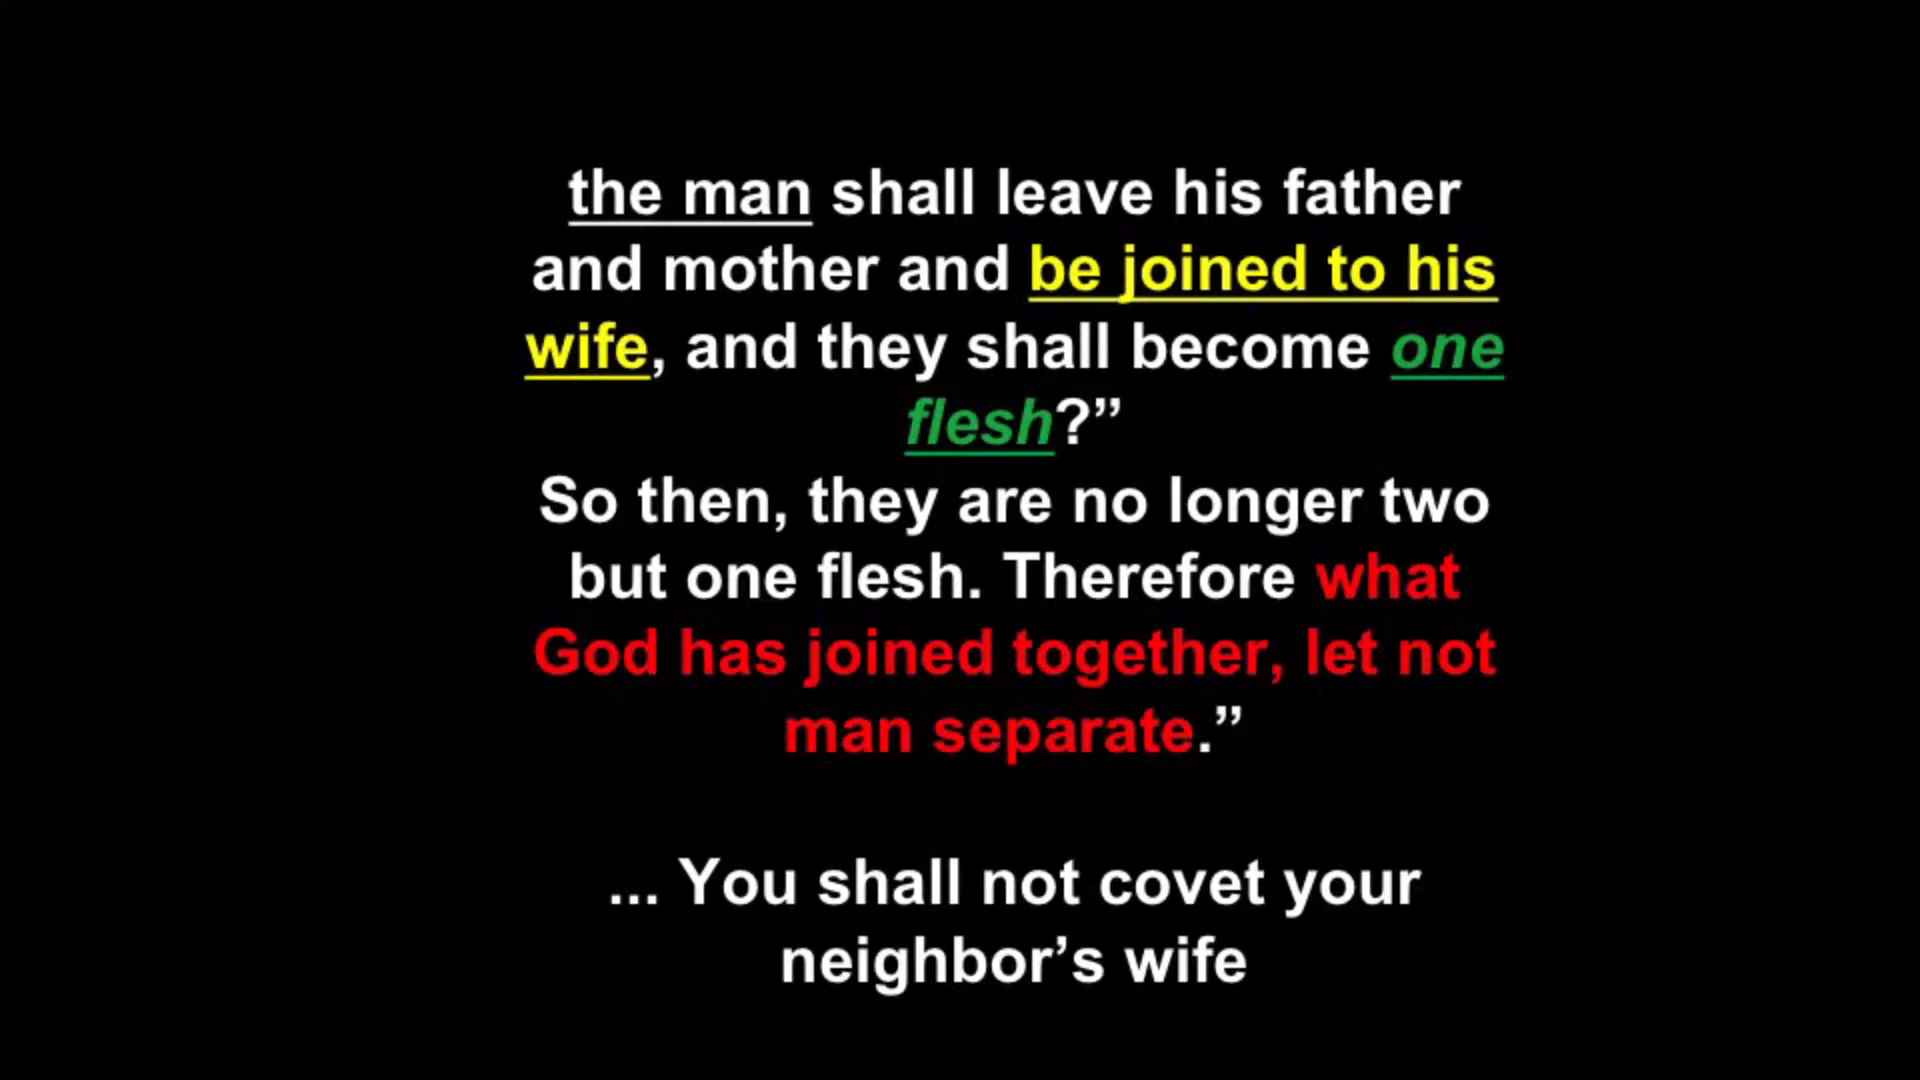 the man shall leave his father
and mother and be joined to his
wife, and they shall become one
flesh?”
So then, they are no longer two
but one flesh. Therefore what
God has joined together, let not
man separate.”
... You shall not covet your
neighbor’s wife